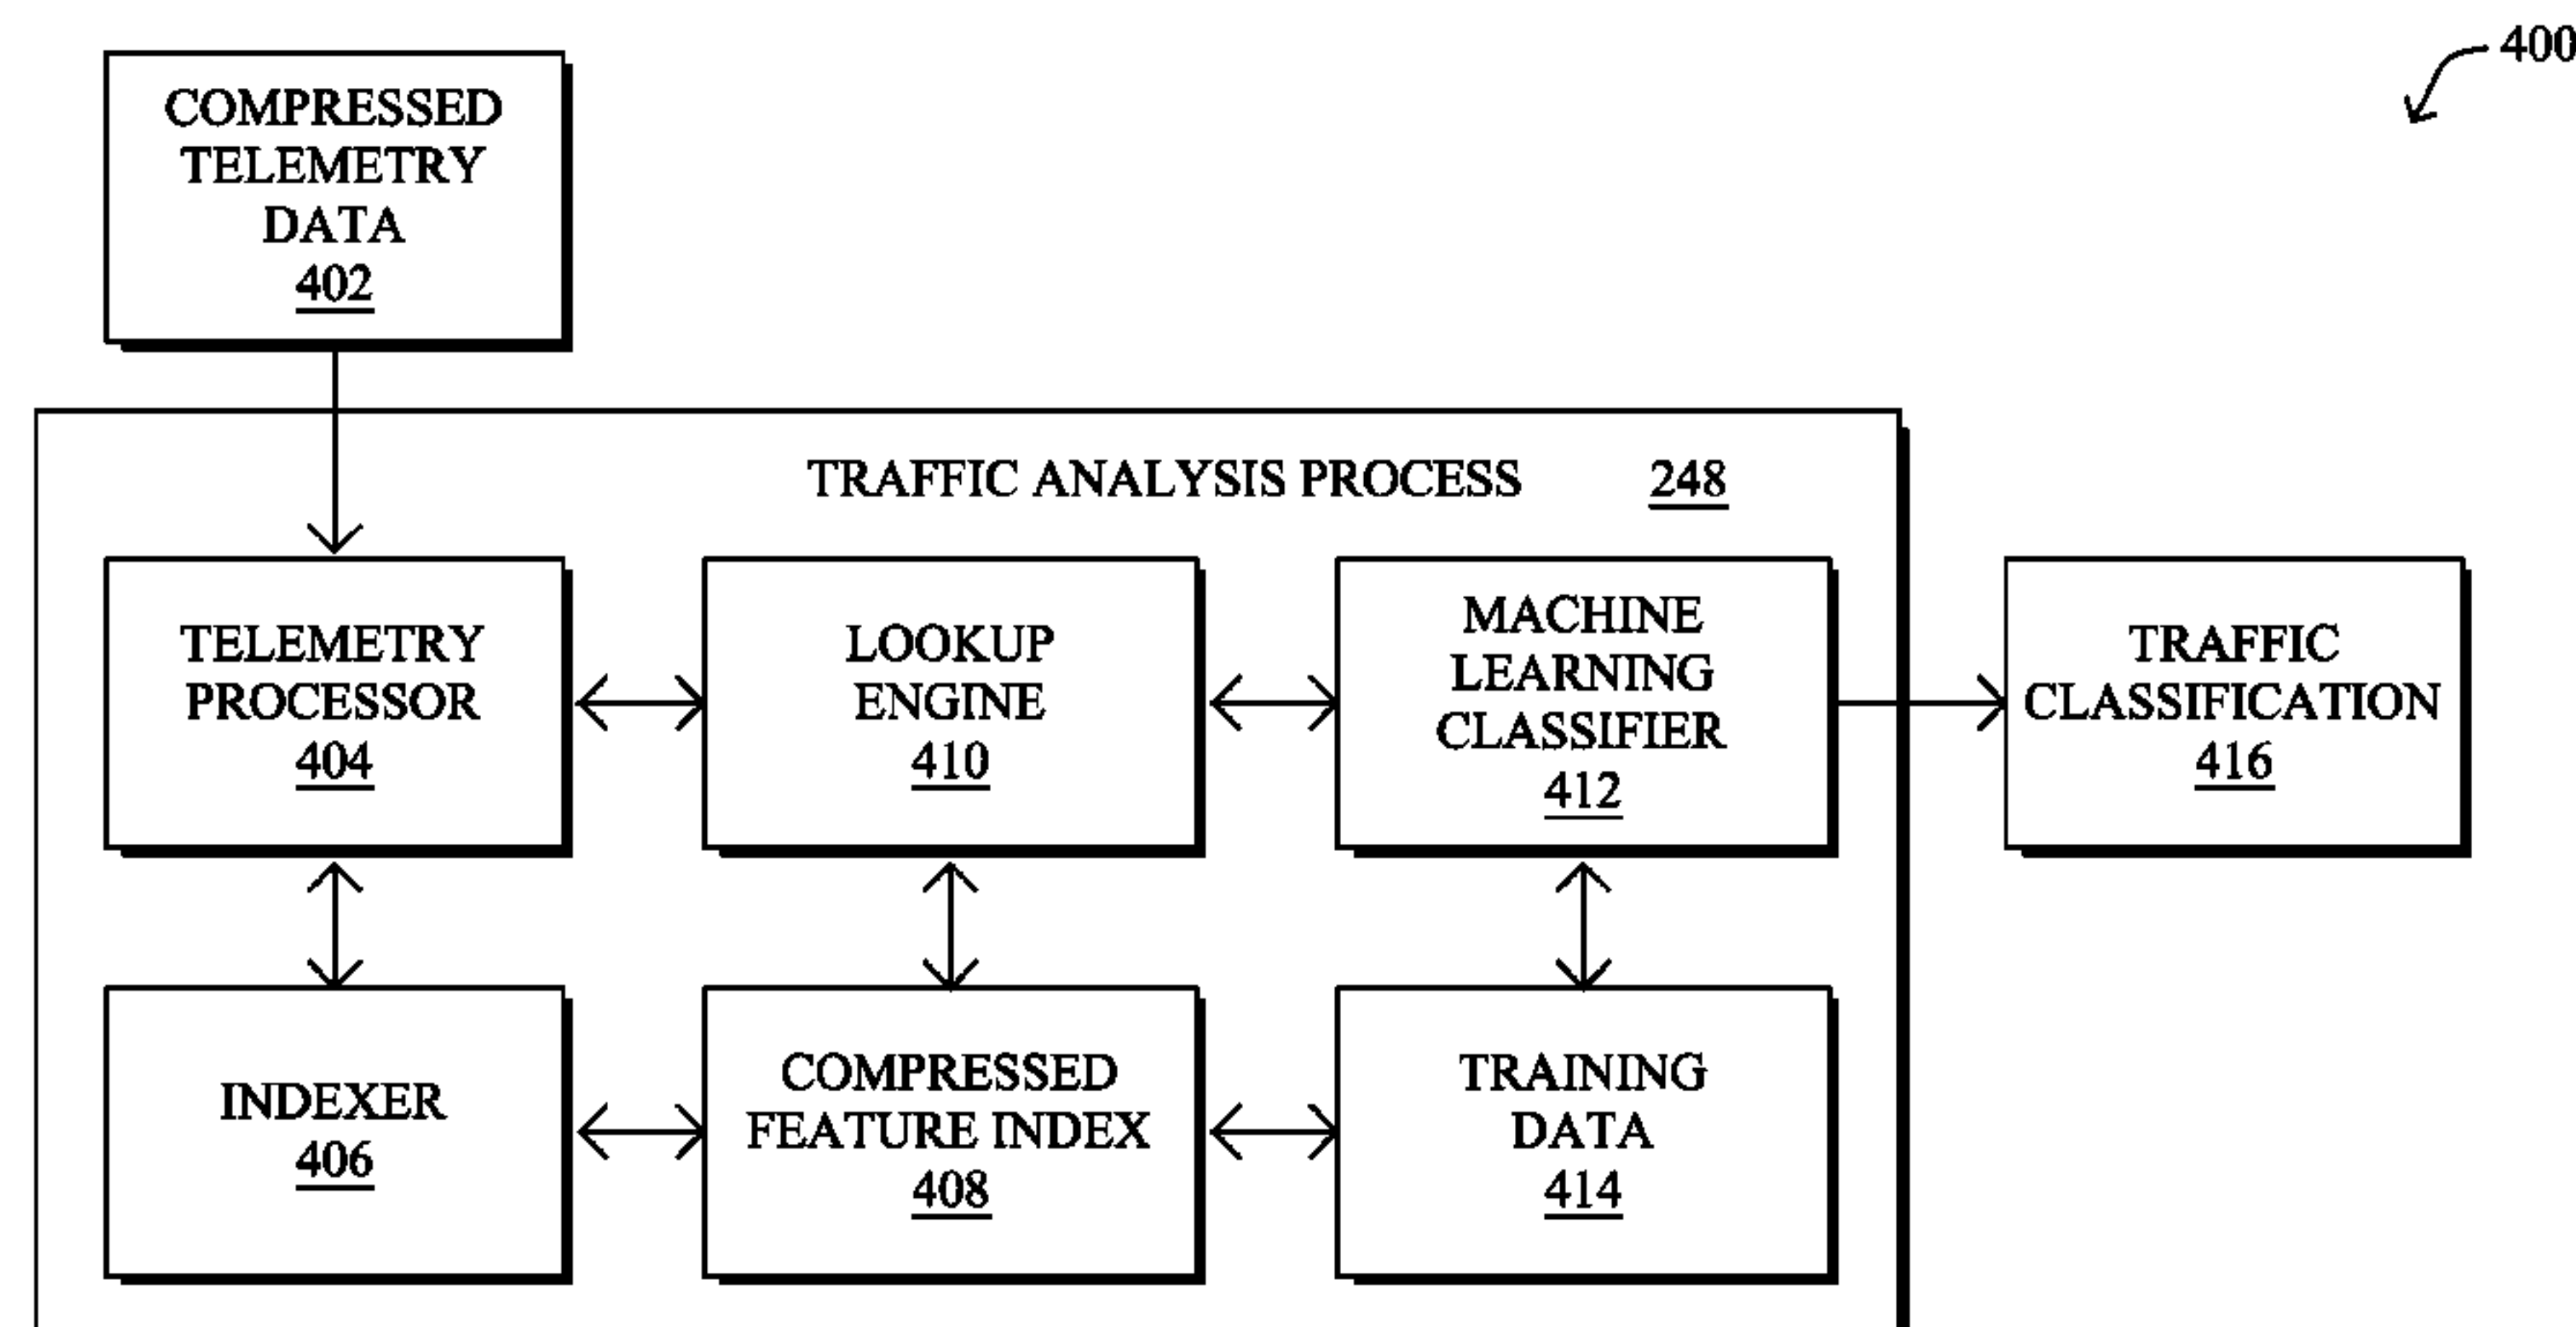 400
COMPRESSED
TELEMETRY
DATA
402
TRAFFIC ANALYSIS PROCESS 248
TELEMETRY
PROCESSOR
404
LOOKUP
ENGINE
410
MACHINE
LEARNING
CLASSIFIER
412
TRAFFIC
CLASSIFICATION
416
INDEXER
406
COMPRESSED
FEATURE INDEX
408
TRAINING
DATA
414